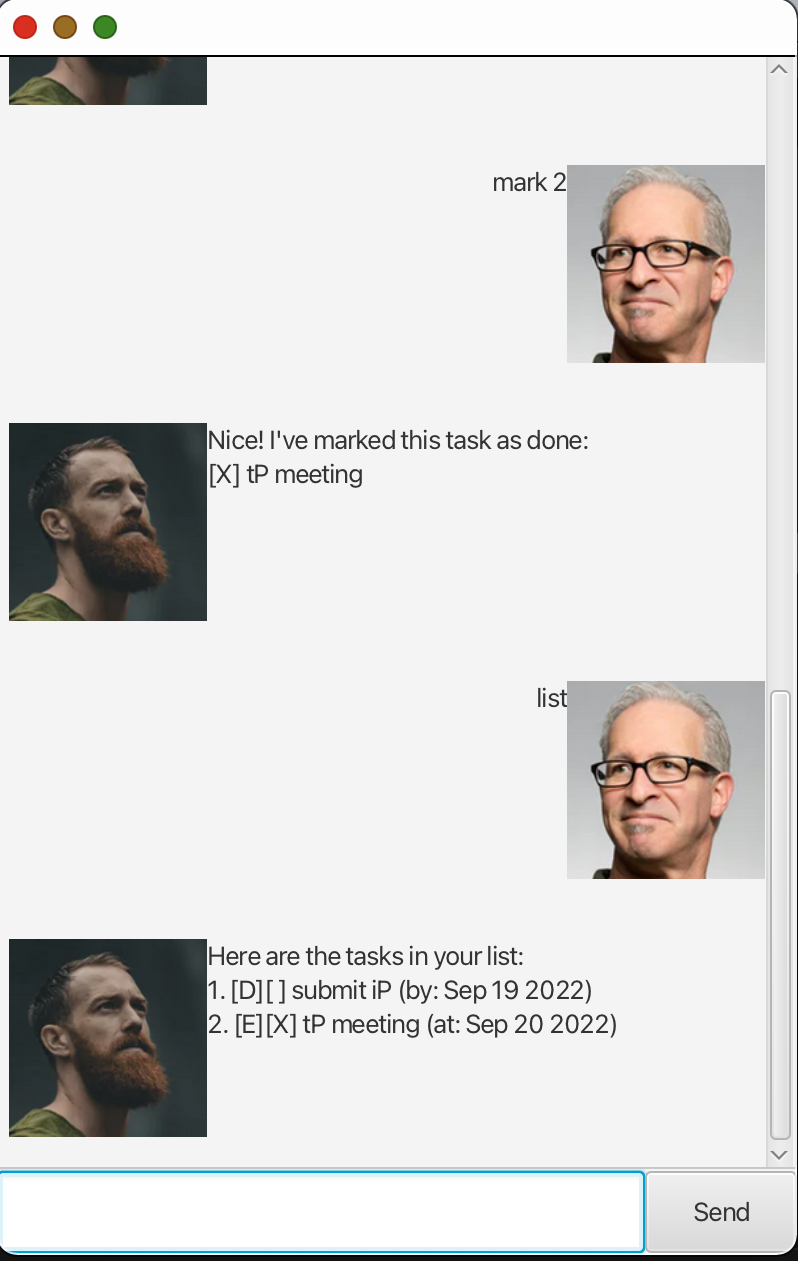 mark 2
Nice! I've marked this task as done:
[X] tP meeting
list
Here are the tasks in your list:
1. [D][ ] submit iP (by: Sep 19 2022)
2. [E][X] tP meeting (at: Sep 20 2022)
Send